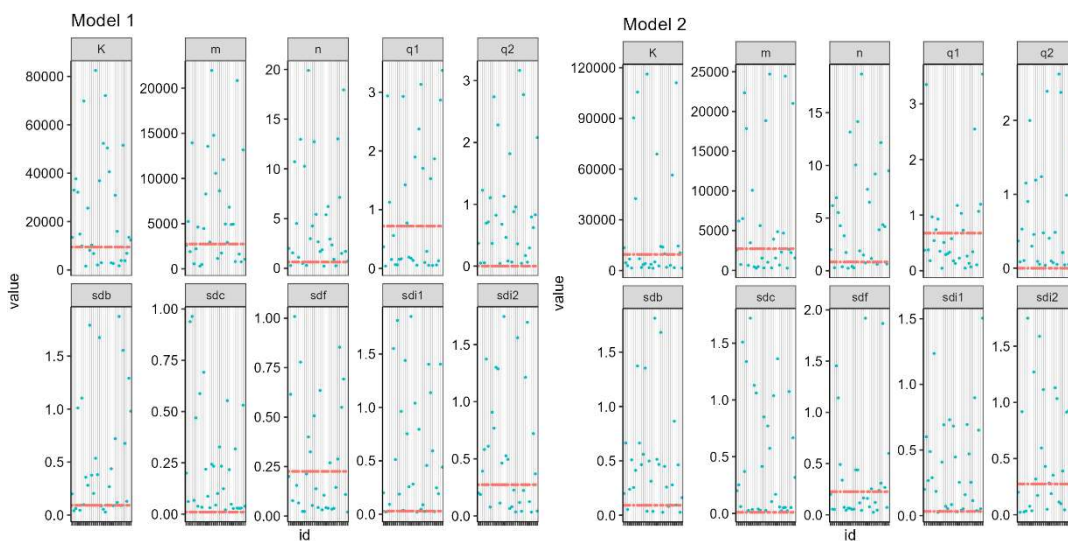 Model 1
K m n q1 q2
80000 20 3
60000 20000 15 3 2
40000 15000 10 2
20000 10000 5 1 1
0 5000 0 0 0
0
value
sdb sdc sdf sdi1 sdi2
1.5 1.00 1.00 1.5 1.5
1.0 0.75 0.75 1.0 1.0
0.5 0.50 0.50 0.5 0.5
0.0 0.25 0.25 0.0 0.0
0.00 0.00
id
Model 2
K m n q1 q2
120000 25000 15 3 2
90000 20000 10 2 1
60000 15000 5 1 0
30000 10000 0 0
0 5000
0
value
sdb sdc sdf sdi1 sdi2
1.5 1.5 2.0 1.5 1.5
1.0 1.0 1.5 1.0 1.0
0.5 0.5 1.0 0.5 0.5
0.0 0.0 0.5 0.0 0.0
0.0
id